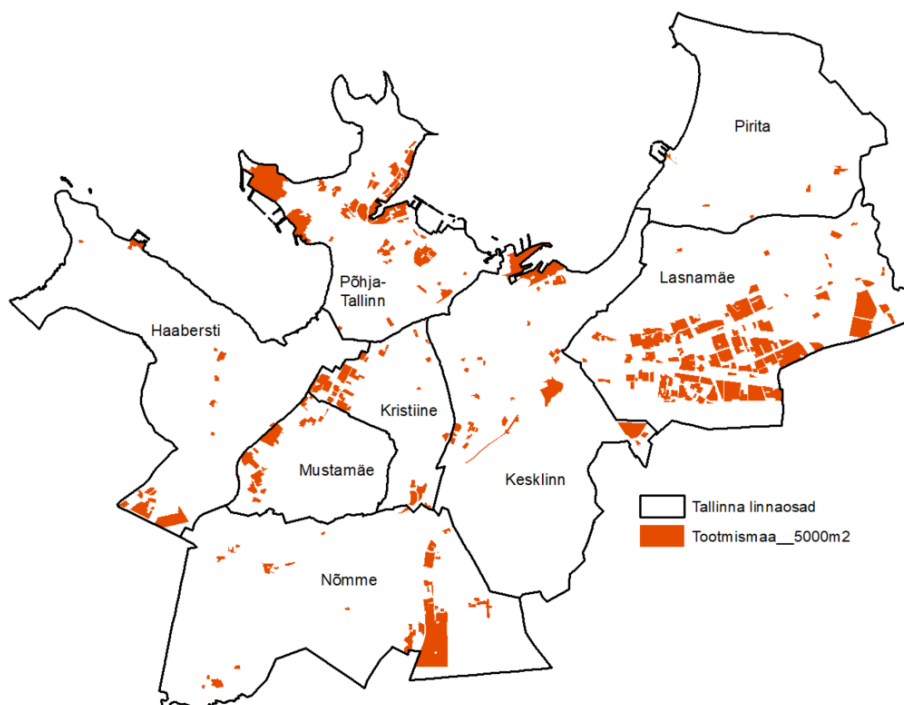 Pirita
Lasnamäe
Põhja-
Tallinn
Haabersti
Kristiine
Mustamäe
Kesklinn
Nõmme
Tallinna linnaosad
Tootmismaa__5000m2